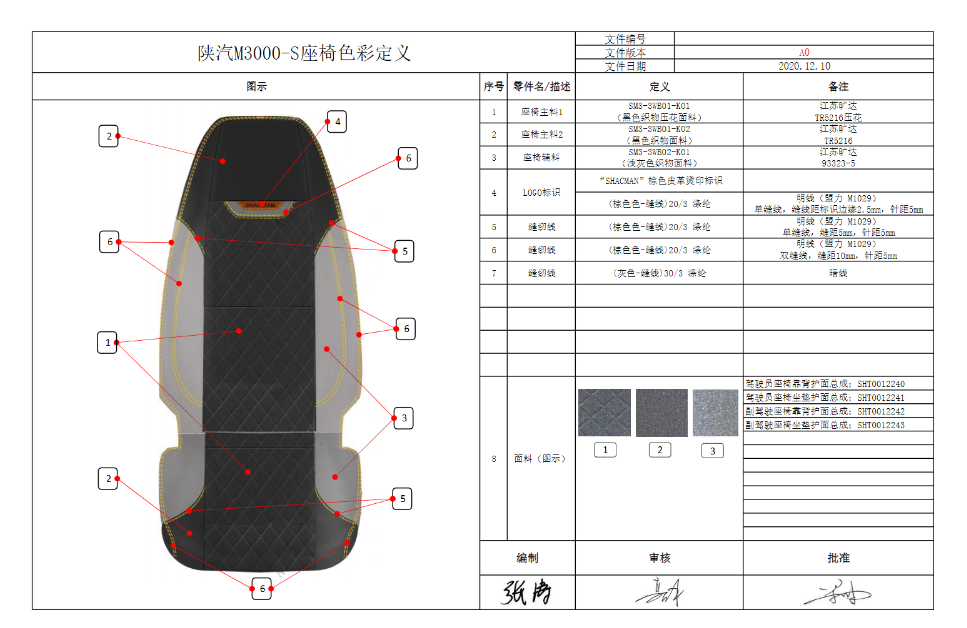 陕汽M3000-S座椅色彩定义
文件编号
文件版本 A0
文件日期 2020.12.10
图示 序号 零件名/描述 定义 备注
1 座椅主料1 SM3-SWB01-K01 (黑色织物压花面料) 江苏旷达 TR5216压花
2 座椅主料2 SM3-SWB01-K02 (黑色织物面料) 江苏旷达 TR5216
3 座椅辅料 SM3-SWB02-K01 (浅灰色织物面料) 江苏旷达 93323-5
4 LOGO标识 “SHACMAN”棕色皮革烫印标识
(棕色色-缝线)20/3 涤纶 明线（盟力 M1029） 单缝线，缝线距标识边缘2.5mm，针距5mm
5 缝纫线 (棕色色-缝线)20/3 涤纶 明线（盟力 M1029） 单缝线，缝距5mm，针距5mm
6 缝纫线 (棕色色-缝线)20/3 涤纶 明线（盟力 M1029） 双缝线，缝距10mm，针距5mm
7 缝纫线 (灰色-缝线)30/3 涤纶 暗线
8 面料（图示）
1 2 3
驾驶员座椅靠背护面总成：SHT0012240
驾驶员座椅坐垫护面总成：SHT0012241
副驾驶座椅靠背护面总成：SHT0012242
副驾驶座椅坐垫护面总成：SHT0012243
编制 审核 批准
张涛
2
4
6
SHACMAN
6
5
6
1
3
2
5
6